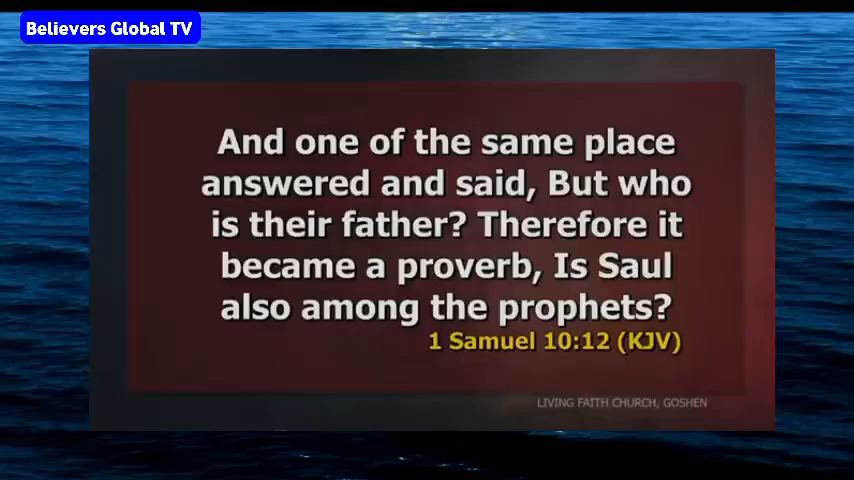 Believers Global TV
And one of the same place
answered and said, But who
is their father? Therefore it
became a proverb, Is Saul
also among the prophets?
1 Samuel 10:12 (KJV)
LIVING FAITH CHURCH, GOSHEN